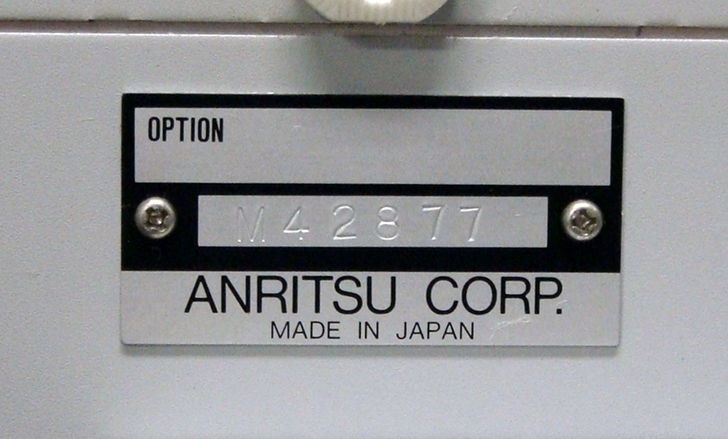 OPTION
M42877
ANRITSU CORP.
MADE IN JAPAN